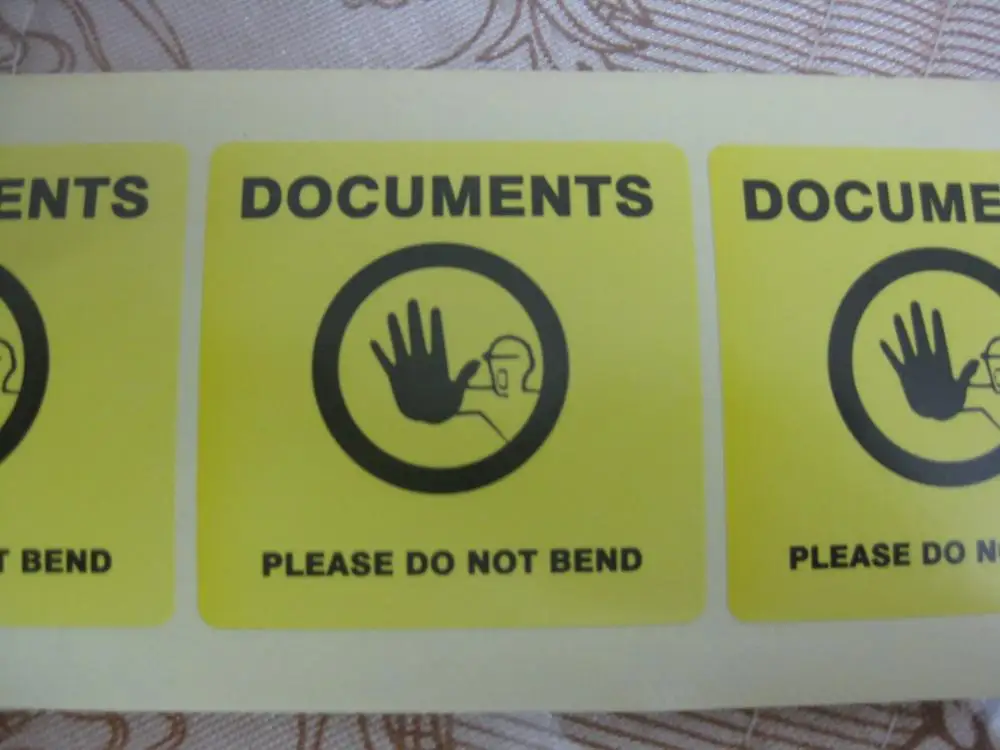 ENTS
T BEND
DOCUMENTS
PLEASE DO NOT BEND
DOCUME
PLEASE DO N